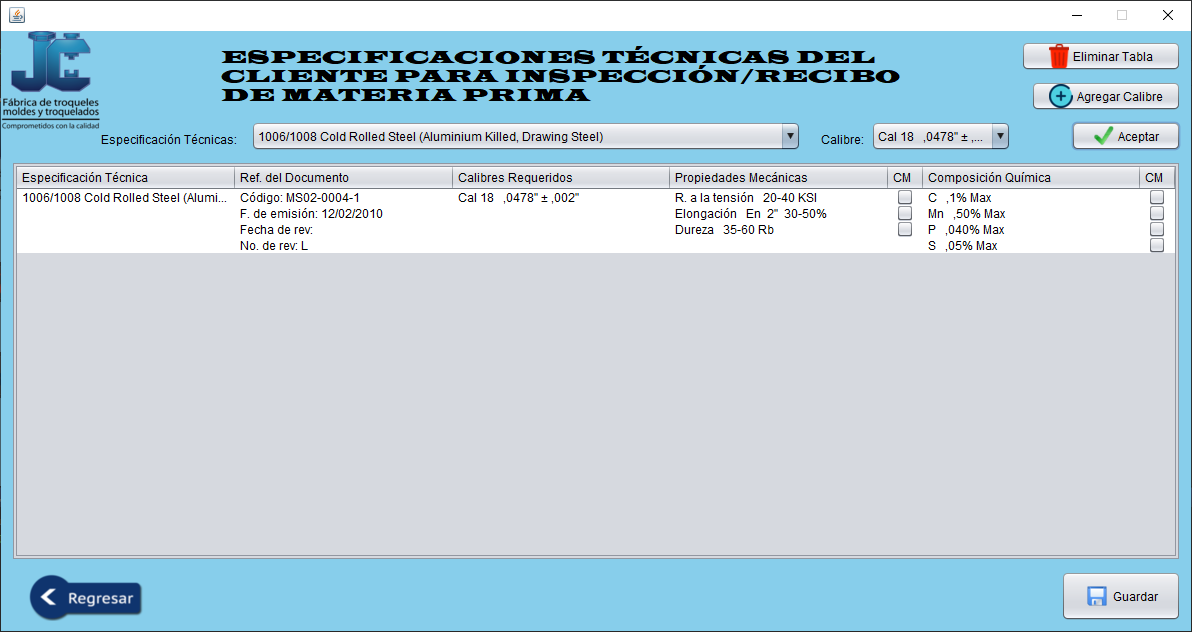 JCE
Fábrica de troqueles
moldes y troquelados
Comprometidos con la calidad
ESPECIFICACIONES TÉCNICAS DEL
CLIENTE PARA INSPECCIÓN/RECIBO
DE MATERIA PRIMA
Eliminar Tabla
Agregar Calibre
Especificación Técnicas: 1006/1008 Cold Rolled Steel (Aluminium Killed, Drawing Steel) Calibre: Cal 18 ,0478" ± ,... Aceptar
Especificación Técnica Ref. del Documento Calibres Requeridos Propiedades Mecánicas CM Composición Química CM
1006/1008 Cold Rolled Steel (Alumi... Código: MS02-0004-1 Cal 18 ,0478" ± ,002" R. a la tensión 20-40 KSI C ,1% Max
F. de emisión: 12/02/2010 Elongación En 2" 30-50% Mn ,50% Max
Fecha de rev: Dureza 35-60 Rb P ,040% Max
No. de rev: L S ,05% Max
Regresar
Guardar